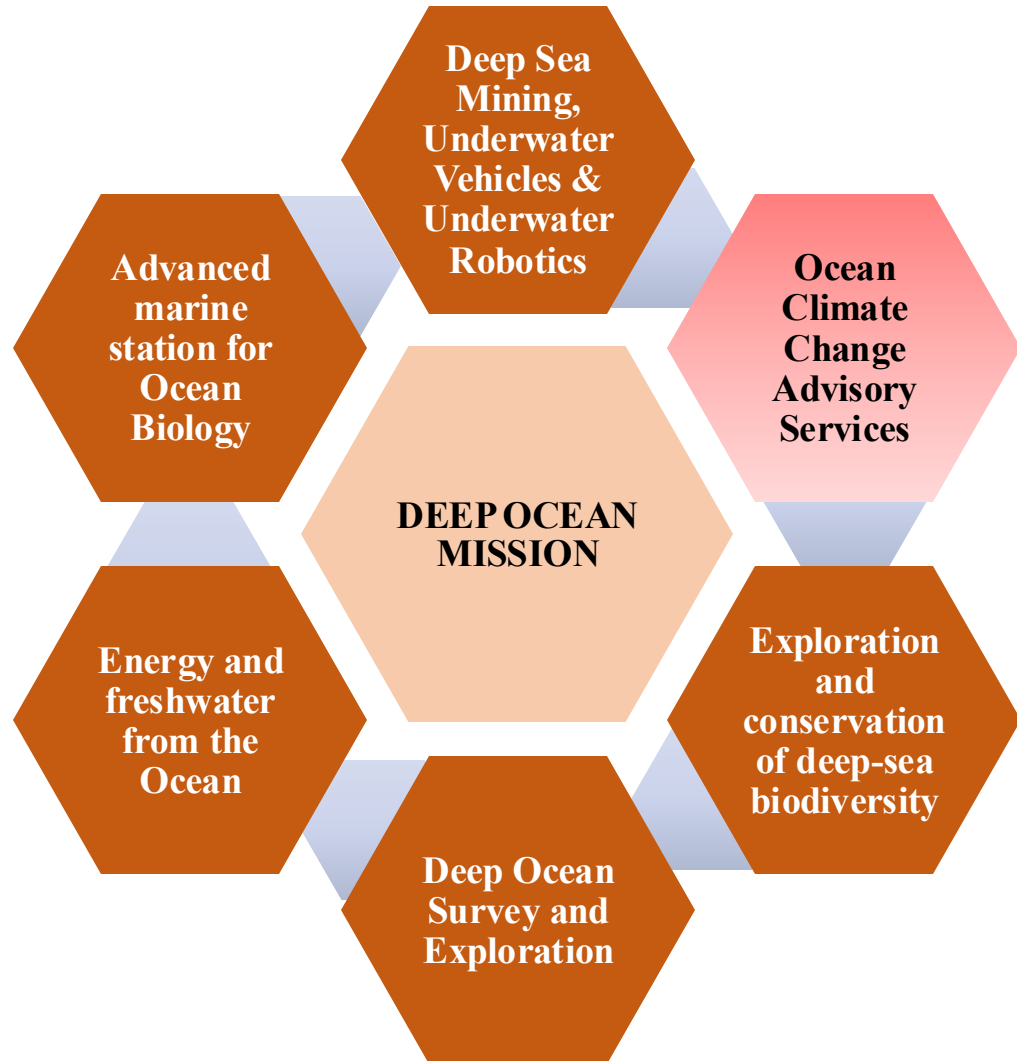 Deep Sea
Mining,
Underwater
Vehicles &
Underwater
Robotics
Ocean
Climate
Change
Advisory
Services
Exploration
and
conservation
of deep-sea
biodiversity
Deep Ocean
Survey and
Exploration
Energy and
freshwater
from the
Ocean
Advanced
marine
station for
Ocean
Biology
DEEP OCEAN
MISSION